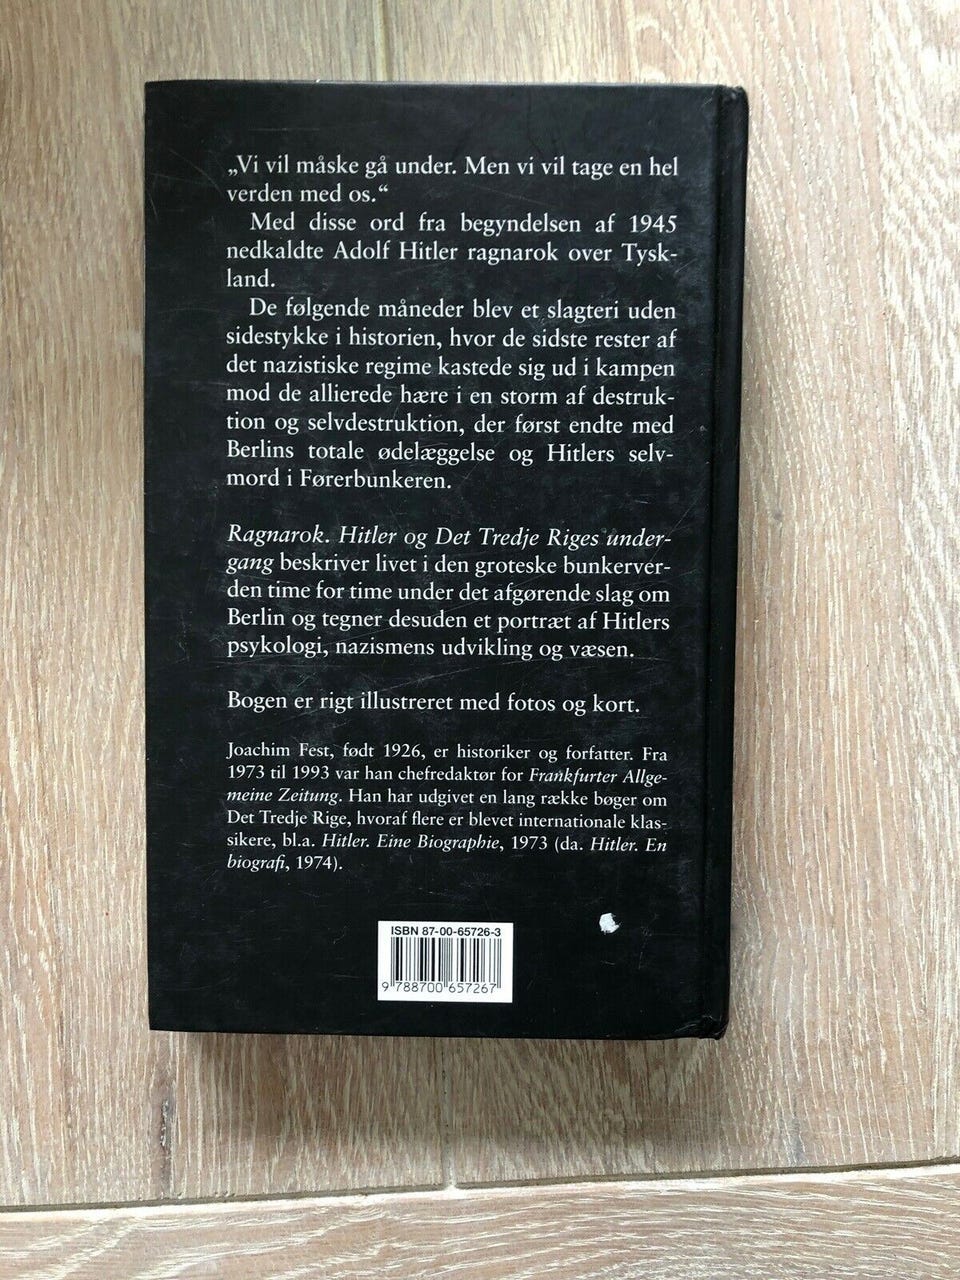 „Vi vil måske gå under. Men vi vil tage en hel
verden med os.“
Med disse ord fra begyndelsen af 1945
nedkaldte Adolf Hitler ragnarok over Tysk-
land.
De følgende måneder blev et slagteri uden
sidestykke i historien, hvor de sidste rester af
det nazistiske regime kastede sig ud i kampen
mod de allierede hære i en storm af destruk-
tion og selvdestruktion, der først endte med
Berlins totale ødelæggelse og Hitlers selv-
mord i Førerbunkeren.
Ragnarok. Hitler og Det Tredje Riges under-
gang beskriver livet i den groteske bunkerver-
den time for time under det afgørende slag om
Berlin og tegner desuden et portræt af Hitlers
psykologi, nazismens udvikling og væsen.
Bogen er rigt illustreret med fotos og kort.
Joachim Fest, født 1926, er historiker og forfatter. Fra
1973 til 1993 var han chefredaktør for Frankfurter Allge-
meine Zeitung. Han har udgivet en lang række bøger om
Det Tredje Rige, hvoraf flere er blevet internationale klas-
sikere, bl.a. Hitler. Eine Biographie, 1973 (da. Hitler. En
biografi, 1974).
ISBN 87-00-65726-3
9 788700 657267